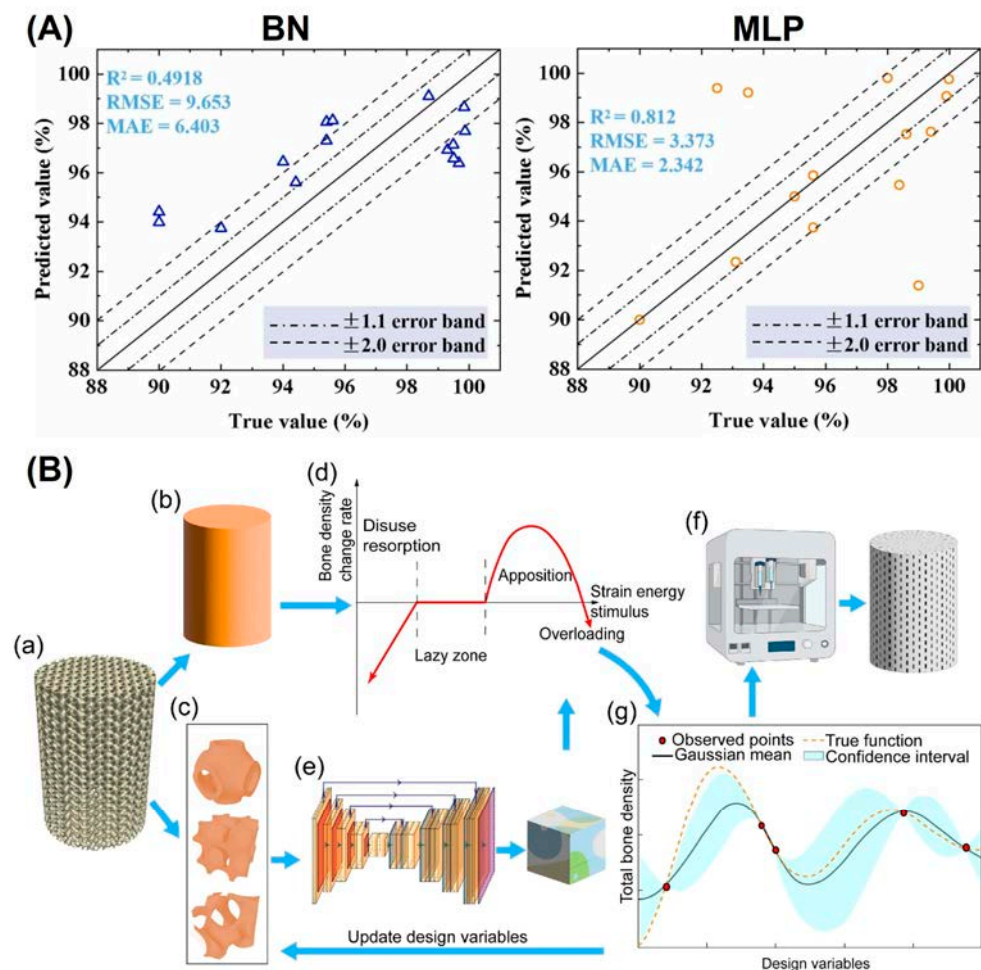 (A)
BN
R² = 0.4918
RMSE = 9.653
MAE = 6.403
Predicted value (%)
100
98
96
94
92
90
88
±1.1 error band
±2.0 error band
88 90 92 94 96 98 100
True value (%)
MLP
R² = 0.812
RMSE = 3.373
MAE = 2.342
Predicted value (%)
100
98
96
94
92
90
88
±1.1 error band
±2.0 error band
88 90 92 94 96 98 100
True value (%)
(B)
(a)
(b)
(c)
(d)
Bone density
change rate
Disuse
resorption
Lazy zone
Apposition
Strain energy
stimulus
Overloading
(e)
(f)
(g)
Observed points
True function
Gaussian mean
Confidence interval
Total bone density
Design variables
Update design variables